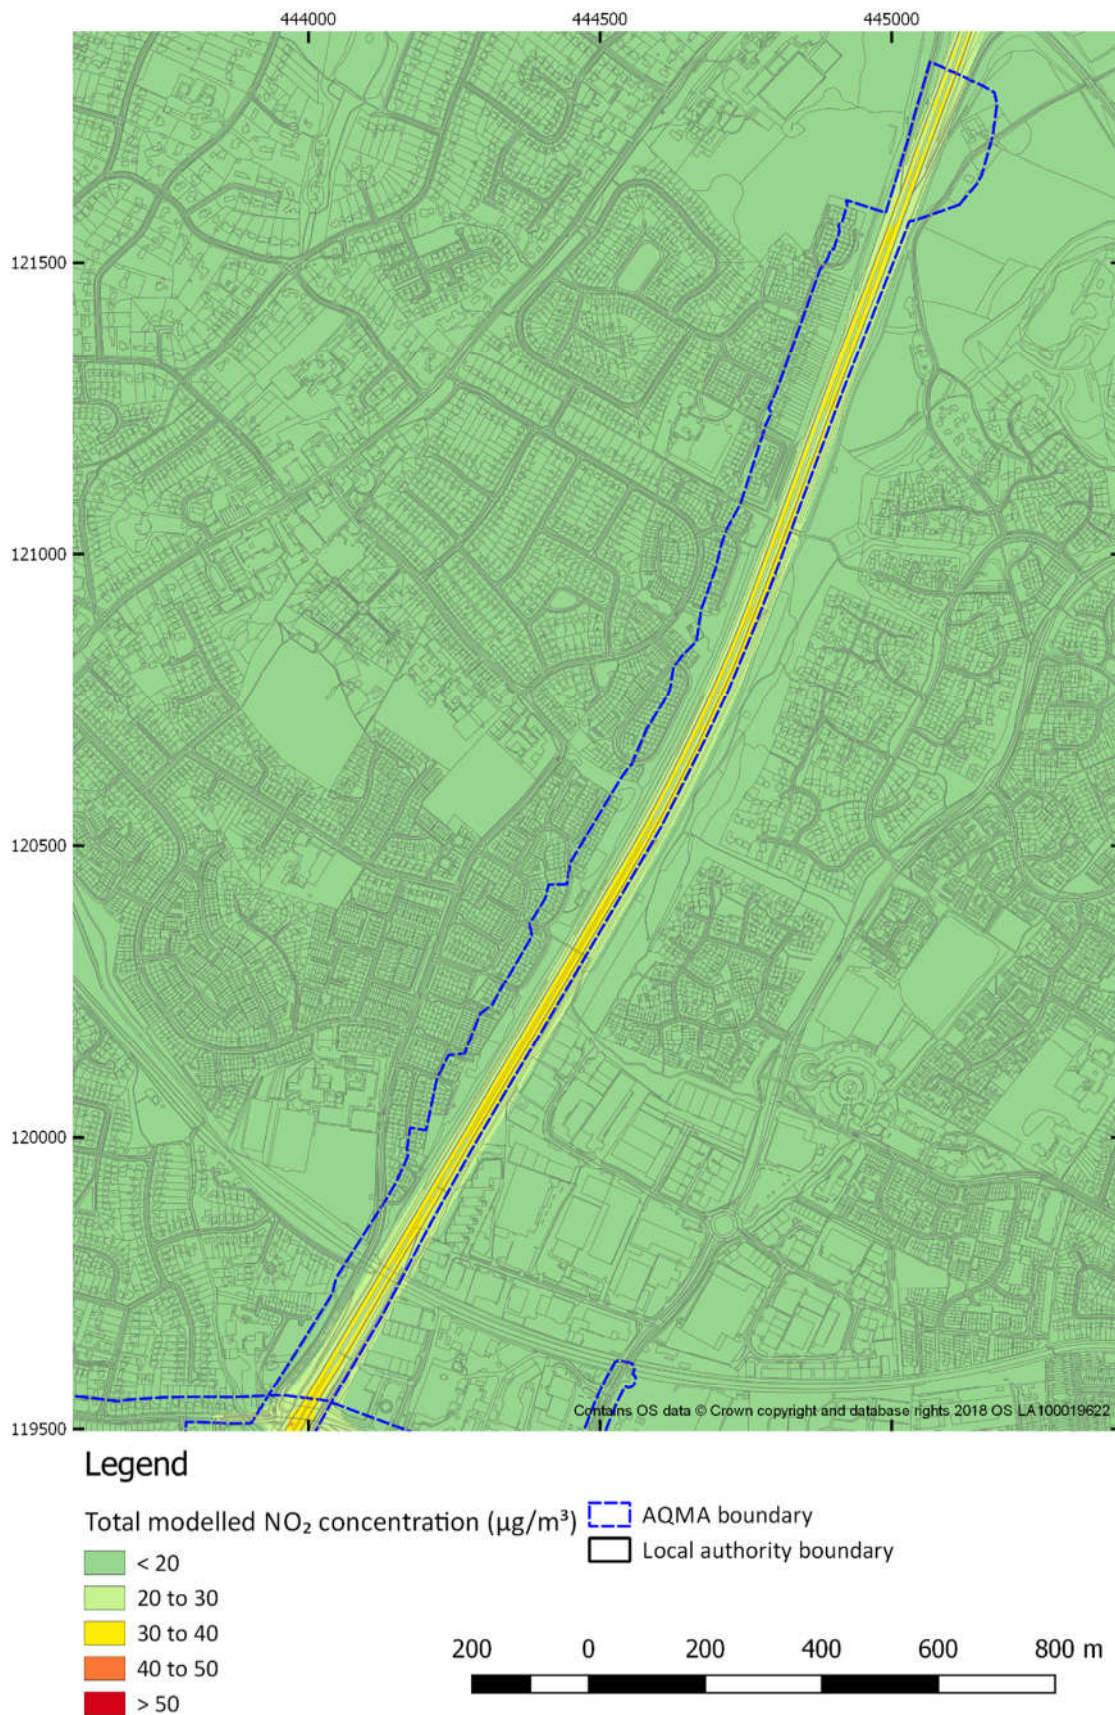 444000 444500 445000
121500
121000
120500
120000
119500
Contains OS data © Crown copyright and database rights 2018 OS LA100019622
Legend
Total modelled NO₂ concentration (µg/m³)
< 20
20 to 30
30 to 40
40 to 50
> 50
AQMA boundary
Local authority boundary
200 0 200 400 600 800 m